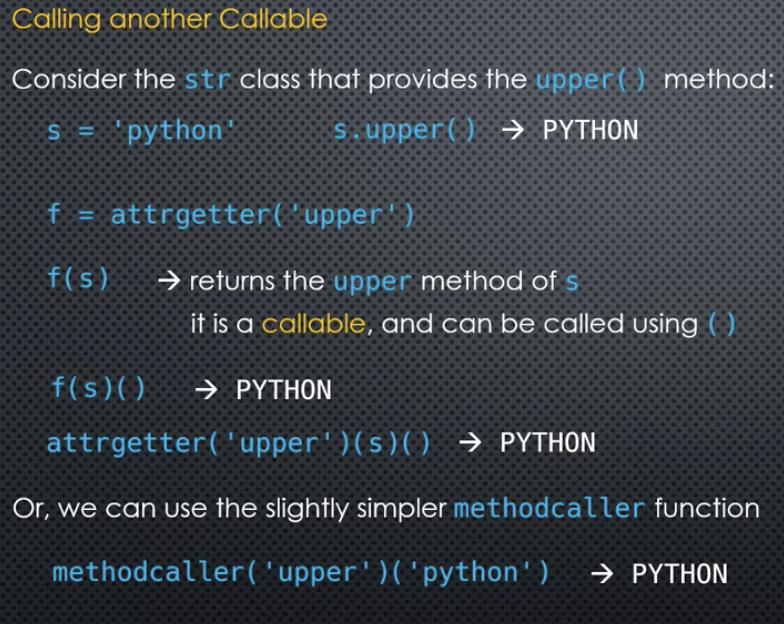 Calling another Callable
Consider the str class that provides the upper() method:
s = 'python' s.upper() → PYTHON
f = attrgetter('upper')
f(s) → returns the upper method of s
it is a callable, and can be called using ()
f(s)() → PYTHON
attrgetter('upper')(s)() → PYTHON
Or, we can use the slightly simpler methodcaller function
methodcaller('upper')('python') → PYTHON